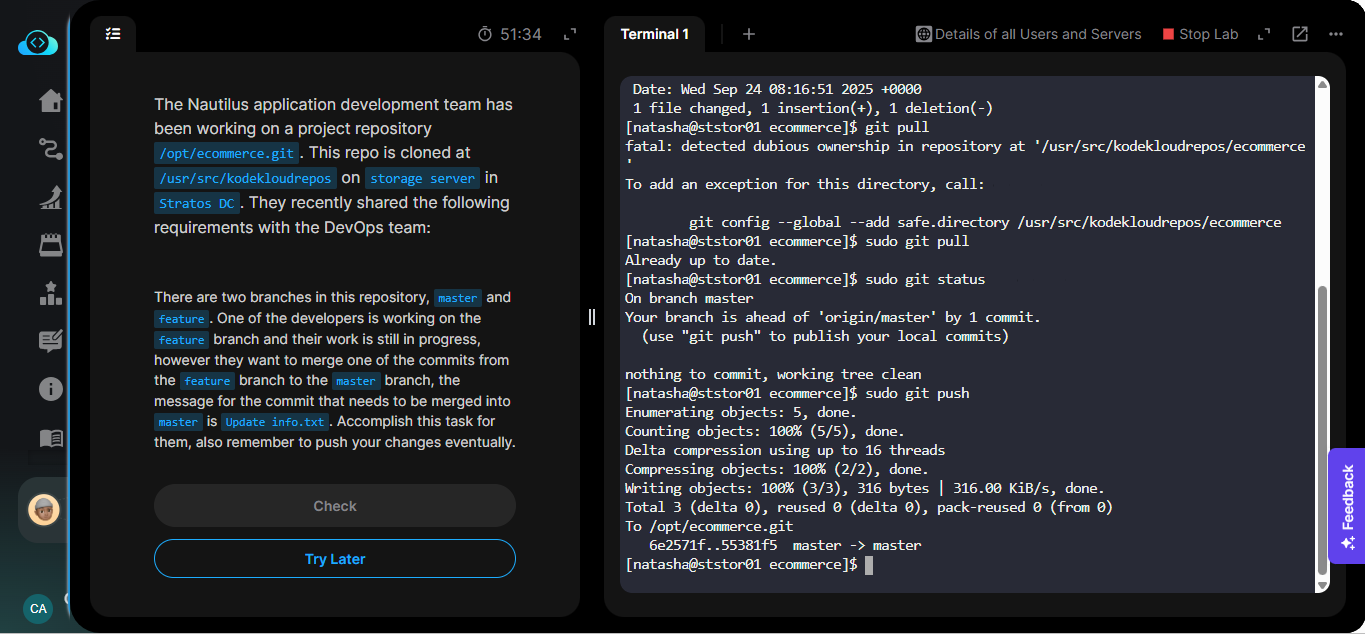 51:34
The Nautilus application development team has
been working on a project repository
/opt/ecommerce.git . This repo is cloned at
/usr/src/kodekloudrepos on storage server in
Stratos DC . They recently shared the following
requirements with the DevOps team:
There are two branches in this repository, master and
feature . One of the developers is working on the
feature branch and their work is still in progress,
however they want to merge one of the commits from
the feature branch to the master branch, the
message for the commit that needs to be merged into
master is Update info.txt . Accomplish this task for
them, also remember to push your changes eventually.
Check
Try Later
CA
Terminal 1
+
Details of all Users and Servers
Stop Lab
Date: Wed Sep 24 08:16:51 2025 +0000
1 file changed, 1 insertion(+), 1 deletion(-)
[natasha@ststor01 ecommerce]$ git pull
fatal: detected dubious ownership in repository at '/usr/src/kodekloudrepos/ecommerce
'
To add an exception for this directory, call:
git config --global --add safe.directory /usr/src/kodekloudrepos/ecommerce
[natasha@ststor01 ecommerce]$ sudo git pull
Already up to date.
[natasha@ststor01 ecommerce]$ sudo git status
On branch master
Your branch is ahead of 'origin/master' by 1 commit.
(use "git push" to publish your local commits)
nothing to commit, working tree clean
[natasha@ststor01 ecommerce]$ sudo git push
Enumerating objects: 5, done.
Counting objects: 100% (5/5), done.
Delta compression using up to 16 threads
Compressing objects: 100% (2/2), done.
Writing objects: 100% (3/3), 316 bytes | 316.00 KiB/s, done.
Total 3 (delta 0), reused 0 (delta 0), pack-reused 0 (from 0)
To /opt/ecommerce.git
6e2571f..55381f5  master -> master
[natasha@ststor01 ecommerce]$
Feedback